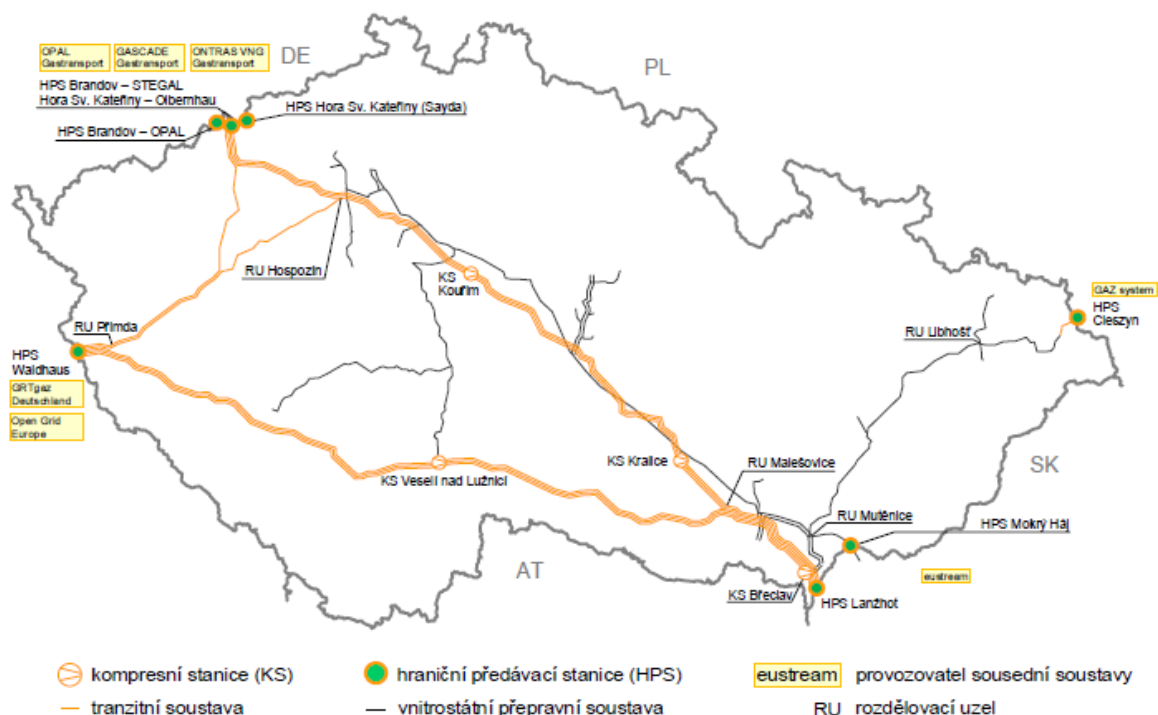 OPAL
Gastransport
GASCADE
Gastransport
ONTRAS VNG
Gastransport
DE
PL
HPS Brandov – STEGAL
Hora Sv. Kateřiny – Olbernhau
HPS Hora Sv. Kateřiny (Sayda)
HPS Brandov – OPAL
RU Hospozín
KS
Kouřim
GAZ system
HPS
Cieszyn
RU Libhošť
RU Přimda
HPS
Waldhaus
GRTgaz
Deutschland
Open Grid
Europe
KS Kralice
RU Malešovice
SK
KS Veselí nad Lužnicí
RU Mutěnice
HPS Mokrý Háj
AT
eustream
KS Břeclav
HPS Lanžhot
kompresní stanice (KS)
hraniční předávací stanice (HPS)
eustream
provozovatel sousední soustavy
tranzitní soustava
vnitrostátní přepravní soustava
RU
rozdělovací uzel